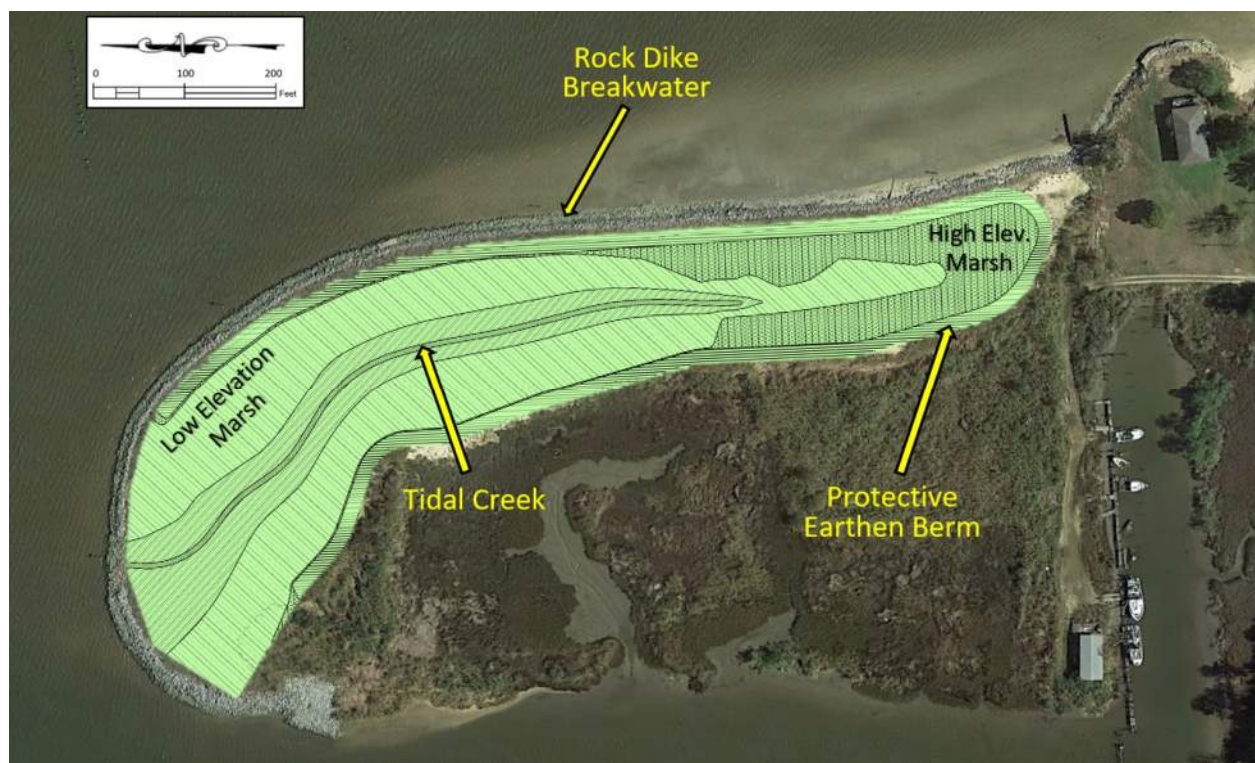 0 100 200
Feet
Rock Dike
Breakwater
High Elev.
Marsh
Low Elevation
Marsh
Tidal Creek
Protective
Earthen Berm